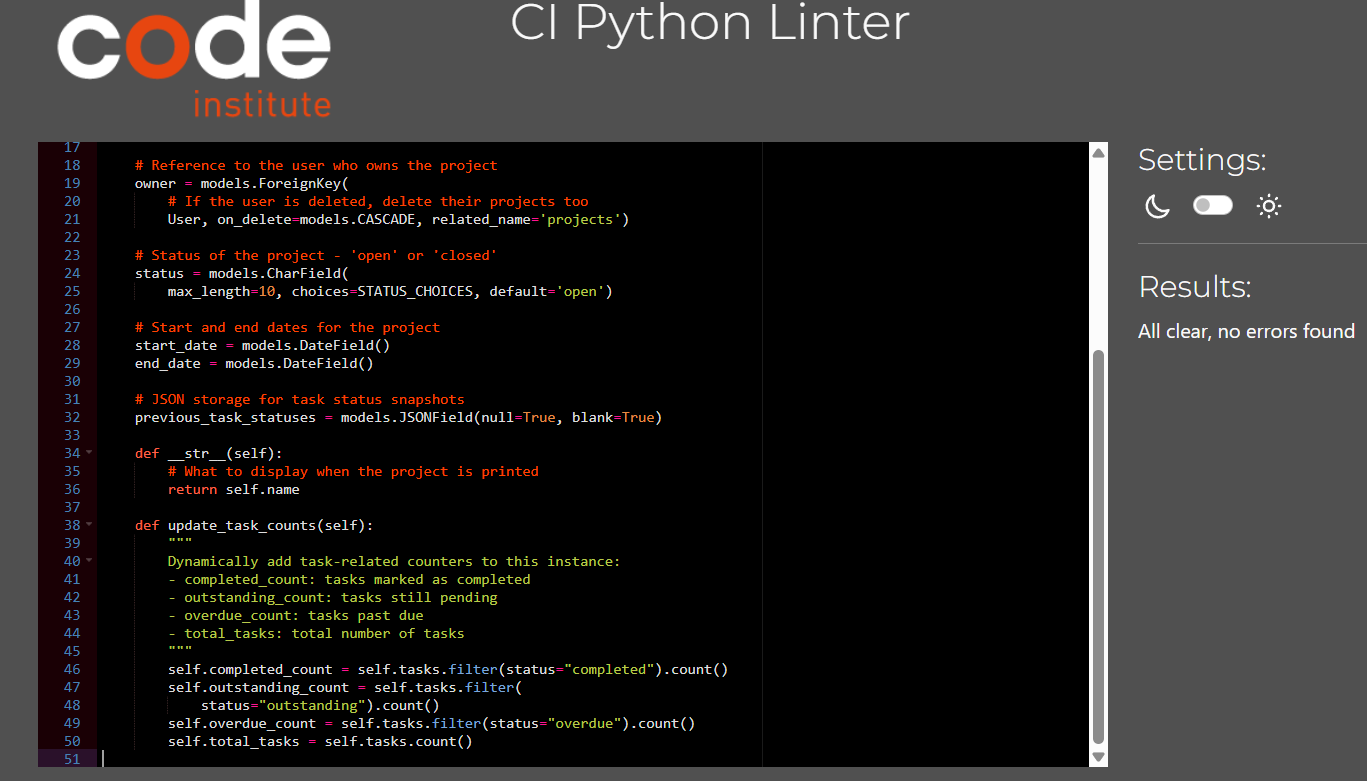 code
institute
CI Python Linter
17
18 # Reference to the user who owns the project
19 owner = models.ForeignKey(
20 # If the user is deleted, delete their projects too
21 User, on_delete=models.CASCADE, related_name='projects')
22
23 # Status of the project - 'open' or 'closed'
24 status = models.CharField(
25 max_length=10, choices=STATUS_CHOICES, default='open')
26
27 # Start and end dates for the project
28 start_date = models.DateField()
29 end_date = models.DateField()
30
31 # JSON storage for task status snapshots
32 previous_task_statuses = models.JSONField(null=True, blank=True)
33
34 def __str__(self):
35 # What to display when the project is printed
36 return self.name
37
38 def update_task_counts(self):
39 """
40 Dynamically add task-related counters to this instance:
41 - completed_count: tasks marked as completed
42 - outstanding_count: tasks still pending
43 - overdue_count: tasks past due
44 - total_tasks: total number of tasks
45 """
46 self.completed_count = self.tasks.filter(status="completed").count()
47 self.outstanding_count = self.tasks.filter(
48 status="outstanding").count()
49 self.overdue_count = self.tasks.filter(status="overdue").count()
50 self.total_tasks = self.tasks.count()
51
Settings:
Results:
All clear, no errors found